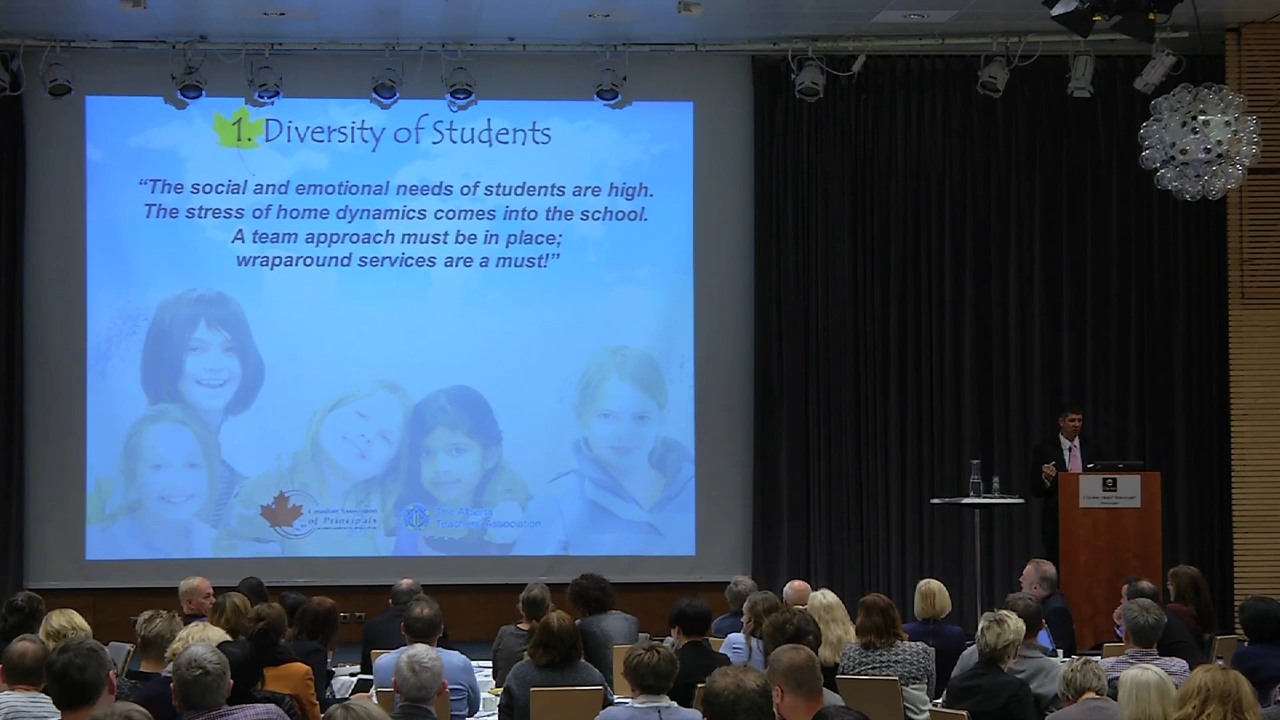 1. Diversity of Students
“The social and emotional needs of students are high.
The stress of home dynamics comes into the school.
A team approach must be in place;
wraparound services are a must!”
Canadian Association
of Principals
The Alberta
Teachers' Association